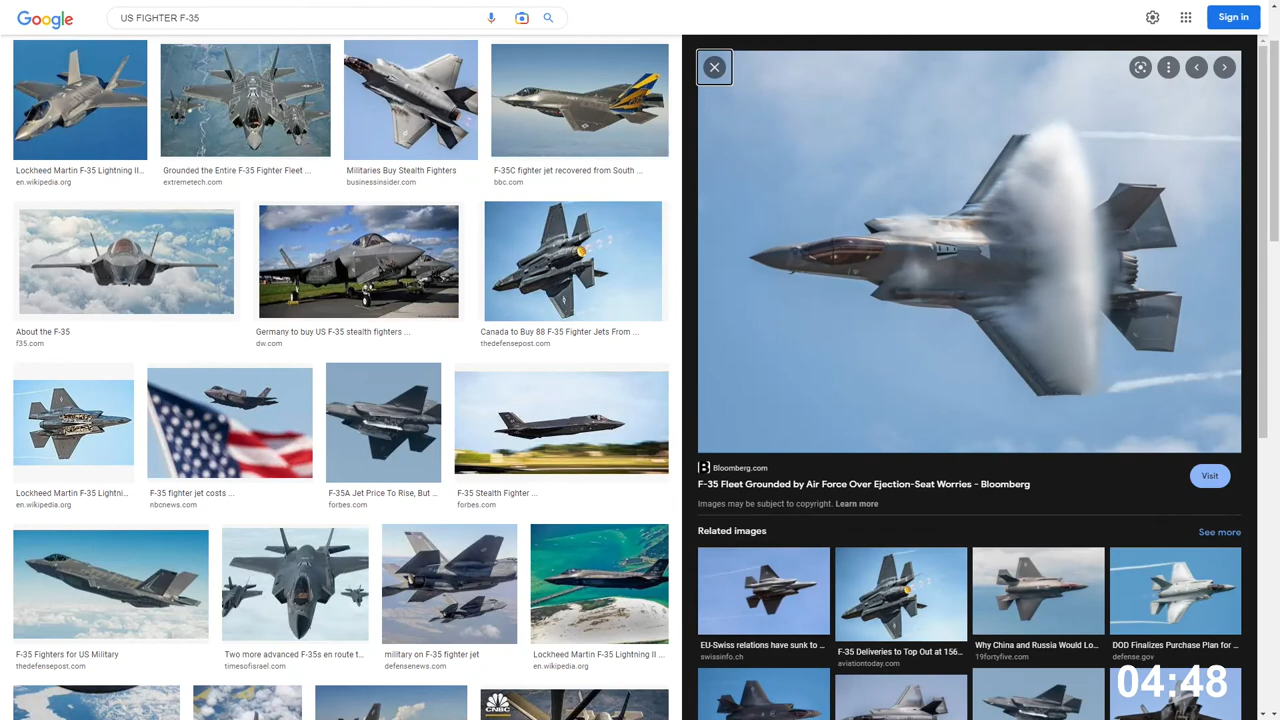 Google
US FIGHTER F-35
Sign in
Lockheed Martin F-35 Lightning II...
en.wikipedia.org
Grounded the Entire F-35 Fighter Fleet ...
extremetech.com
Militaries Buy Stealth Fighters
businessinsider.com
F-35C fighter jet recovered from South ...
bbc.com
About the F-35
f35.com
Germany to buy US F-35 stealth fighters ...
dw.com
Canada to Buy 88 F-35 Fighter Jets From ...
thedefensepost.com
Lockheed Martin F-35 Lightni...
en.wikipedia.org
F-35 fighter jet costs ...
nbcnews.com
F-35A Jet Price To Rise, But ...
forbes.com
F-35 Stealth Fighter ...
forbes.com
F-35 Fighters for US Military
thedefensepost.com
Two more advanced F-35s en route t...
timesofisrael.com
military on F-35 fighter jet
defensenews.com
Lockheed Martin F-35 Lightning II ...
en.wikipedia.org
CNBC
B Bloomberg.com
Visit
F-35 Fleet Grounded by Air Force Over Ejection-Seat Worries - Bloomberg
Images may be subject to copyright. Learn more
Related images
See more
EU-Swiss relations have sunk to ...
swissinfo.ch
F-35 Deliveries to Top Out at 156...
aviationtoday.com
Why China and Russia Would Lo...
19fortyfive.com
DOD Finalizes Purchase Plan for ...
defense.gov
04:48